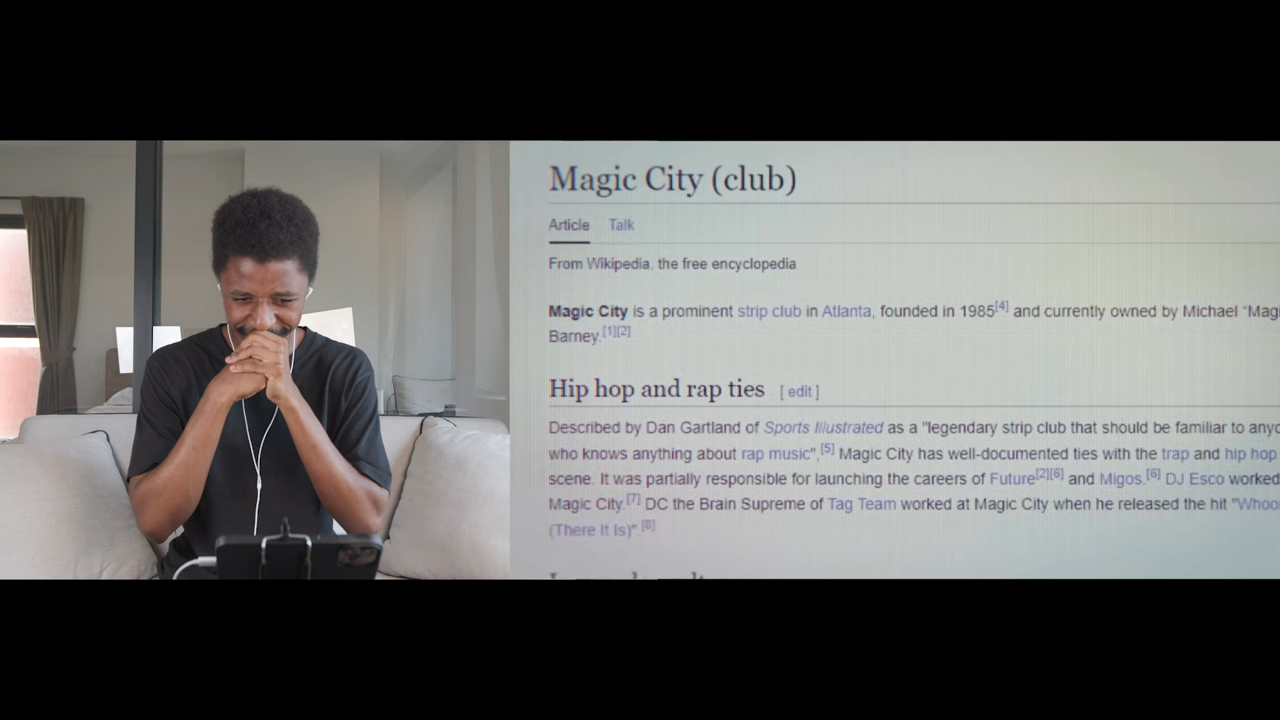 Magic City (club)
Article Talk
From Wikipedia, the free encyclopedia
Magic City is a prominent strip club in Atlanta, founded in 1985[4] and currently owned by Michael "Magi
Barney.[1][2]
Hip hop and rap ties [ edit ]
Described by Dan Gartland of Sports Illustrated as a "legendary strip club that should be familiar to anyo
who knows anything about rap music",[5] Magic City has well-documented ties with the trap and hip hop
scene. It was partially responsible for launching the careers of Future[2][6] and Migos.[6] DJ Esco worked
Magic City.[7] DC the Brain Supreme of Tag Team worked at Magic City when he released the hit "Whoo
(There It Is)" [8]